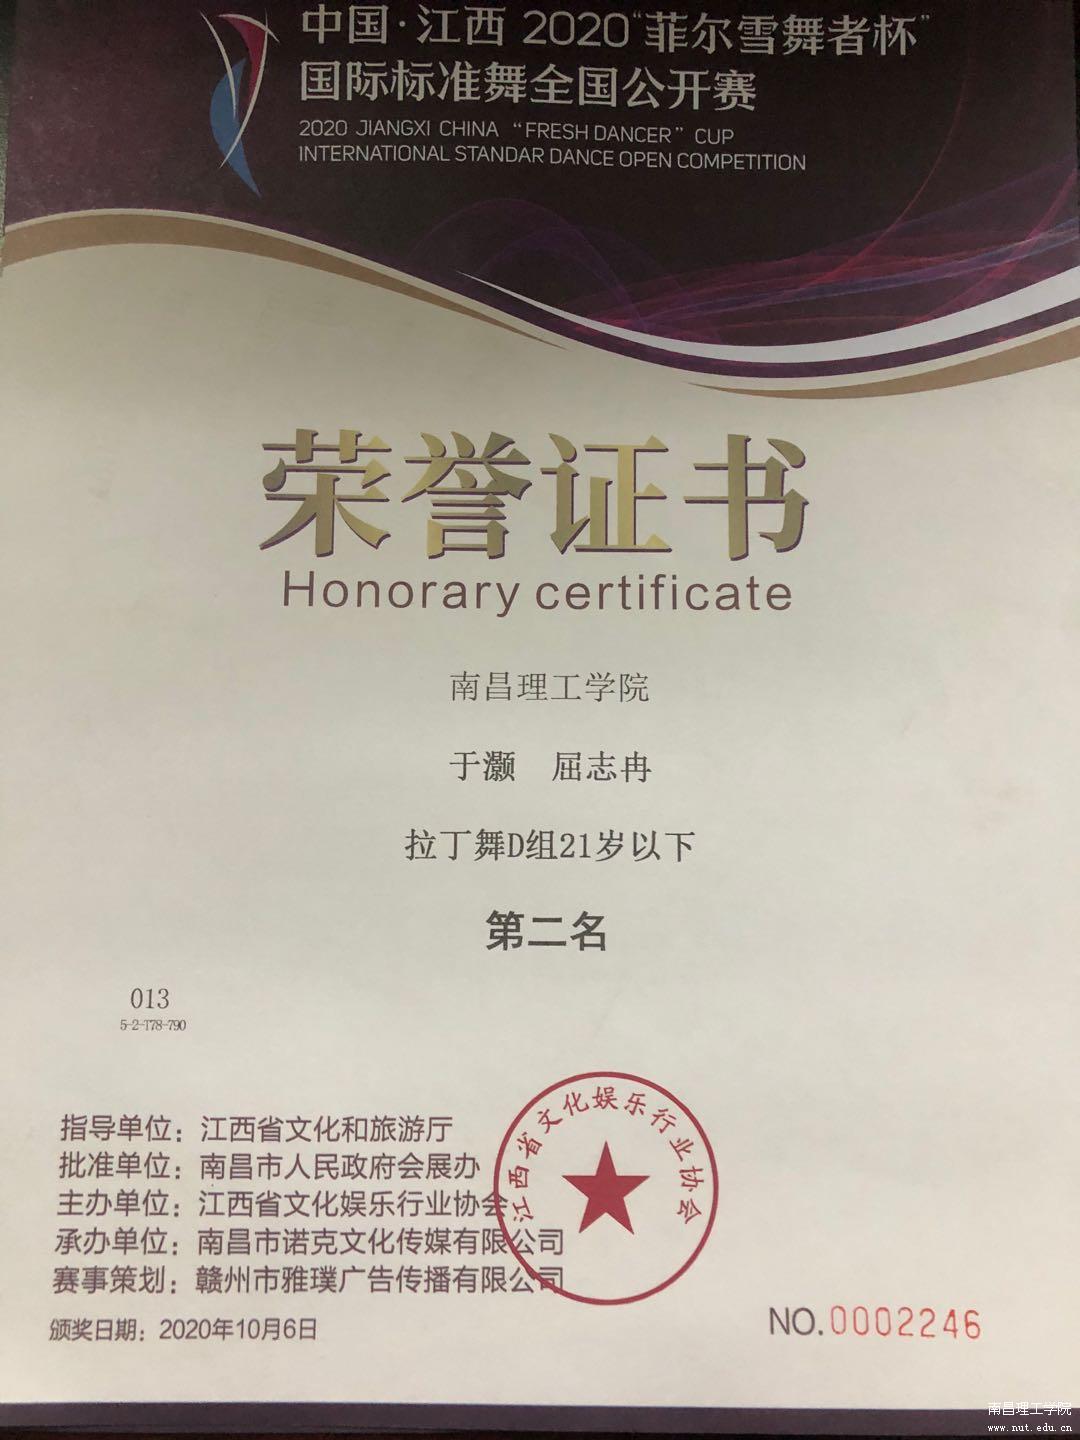 中国·江西 2020“菲尔雪舞者杯”
国际标准舞全国公开赛
2020 JIANGXI CHINA “FRESH DANCER” CUP
INTERNATIONAL STANDAR DANCE OPEN COMPETITION
荣誉证书
Honorary certificate
南昌理工学院
于灏 屈志冉
拉丁舞D组21岁以下
第二名
013
5-2-T78-790
江西省文化娱乐行业协会
指导单位：江西省文化和旅游厅
批准单位：南昌市人民政府会展办
主办单位：江西省文化娱乐行业协会
承办单位：南昌市诺克文化传媒有限公司
赛事策划：赣州市雅璞广告传播有限公司
颁奖日期：2020年10月6日
NO.0002246
南昌理工学院
www.nut.edu.cn